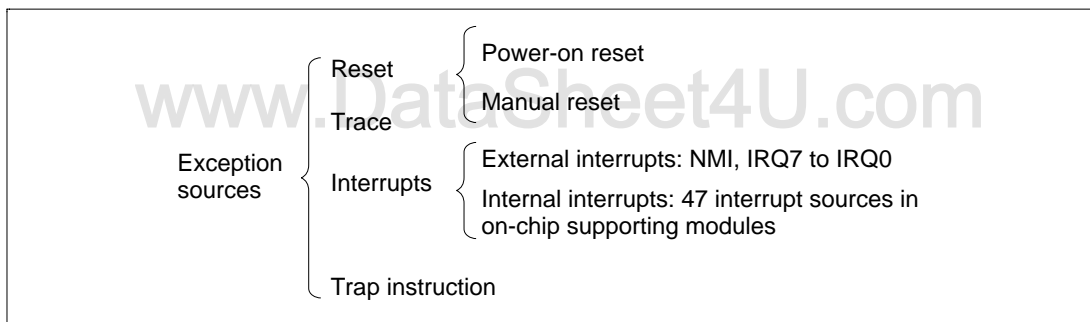 www.DataSheet4U.com
Exception
sources
Reset
Power-on reset
Manual reset
Trace
Interrupts
External interrupts: NMI, IRQ7 to IRQ0
Internal interrupts: 47 interrupt sources in
on-chip supporting modules
Trap instruction